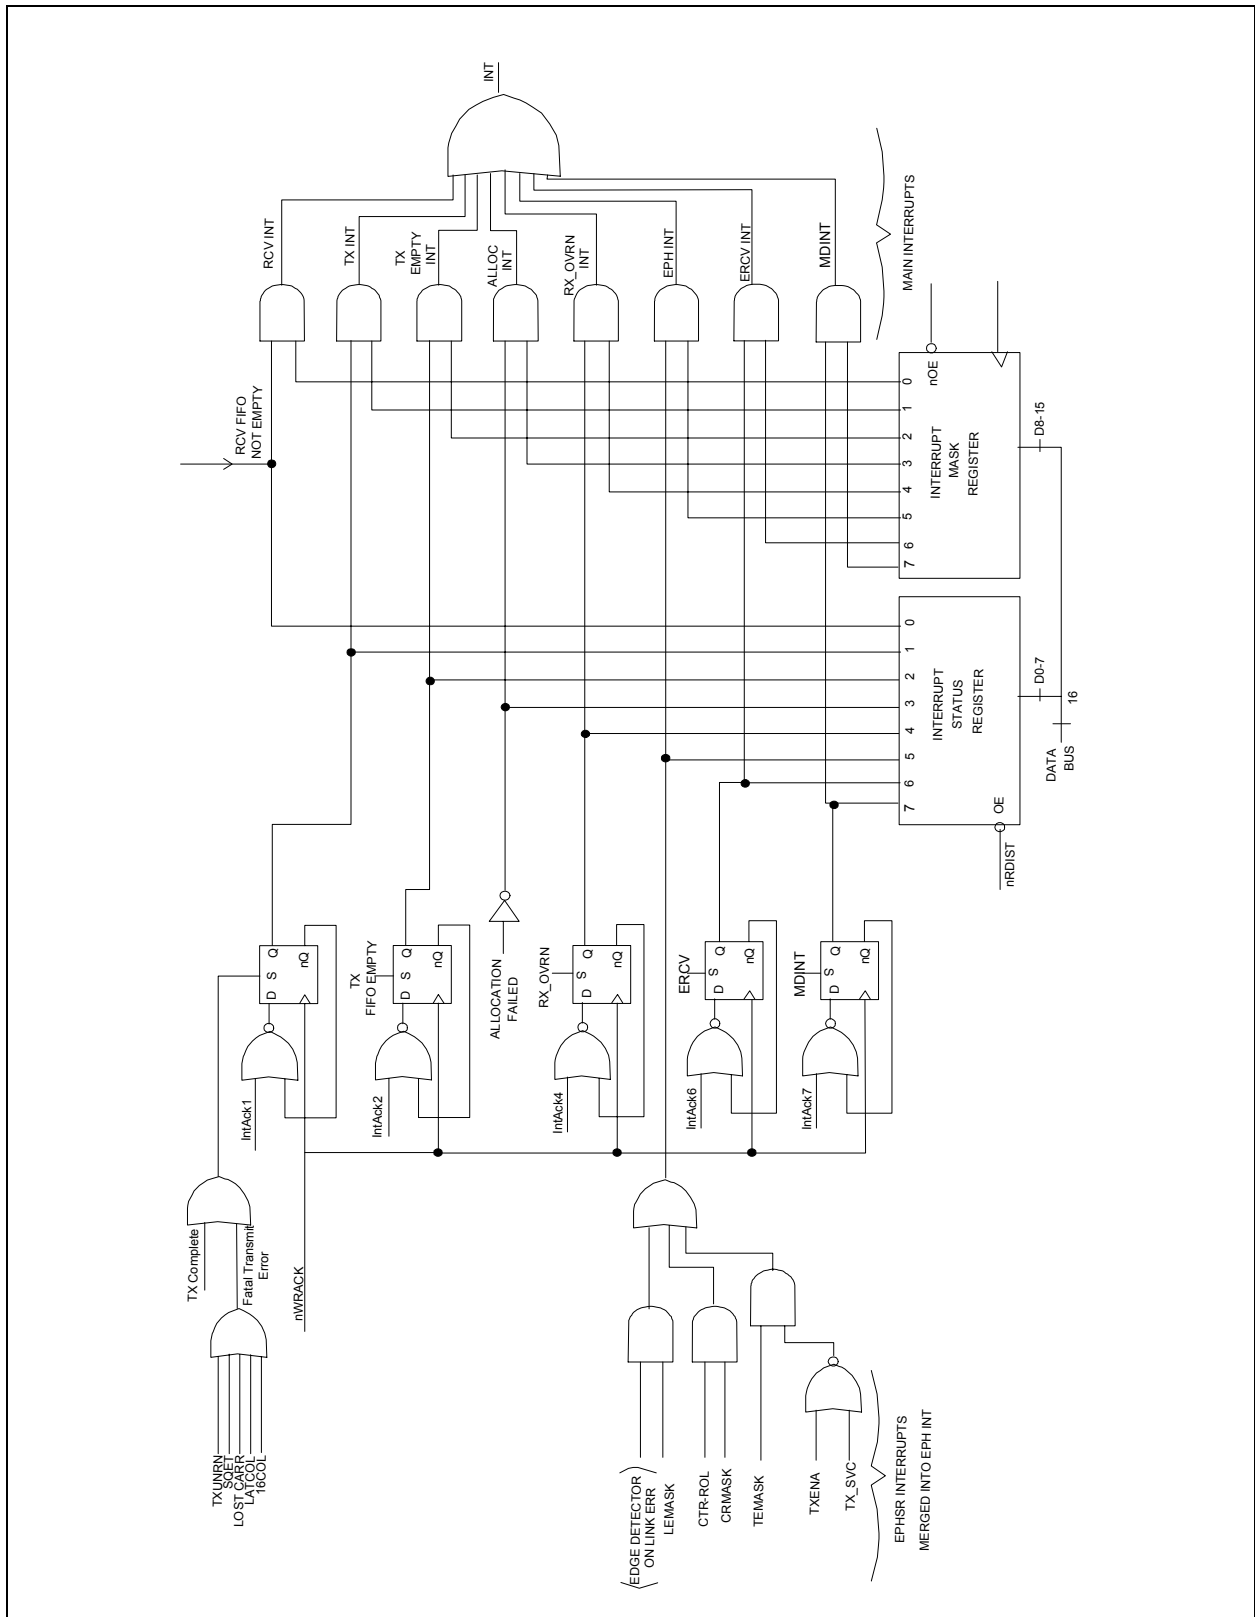 INT
RCV INT
TX INT
TX
EMPTY
INT
ALLOC
INT
RX_OVRN
INT
EPH INT
ERCV INT
MDINT
MAIN INTERRUPTS
RCV FIFO
NOT EMPTY
nOE
0
1
2
3
4
5
6
7
INTERRUPT
MASK
REGISTER
D8-15
0
1
2
3
4
5
6
7
INTERRUPT
STATUS
REGISTER
OE
nRDIST
D0-7
16
DATA
BUS
D
S
Q
nQ
IntAck1
TX
FIFO EMPTY
D
S
Q
nQ
IntAck2
ALLOCATION
FAILED
RX_OVRN
D
S
Q
nQ
IntAck4
ERCV
D
S
Q
nQ
IntAck6
MDINT
D
S
Q
nQ
IntAck7
TX Complete
Fatal Transmit
Error
nWRACK
TXUNRN
SQET
LOST CARR
LATCOL
16COL
EDGE DETECTOR
ON LINK ERR
LEMASK
CTR-ROL
CRMASK
TEMASK
TXENA
TX_SVC
EPHSR INTERRUPTS
MERGED INTO EPH INT